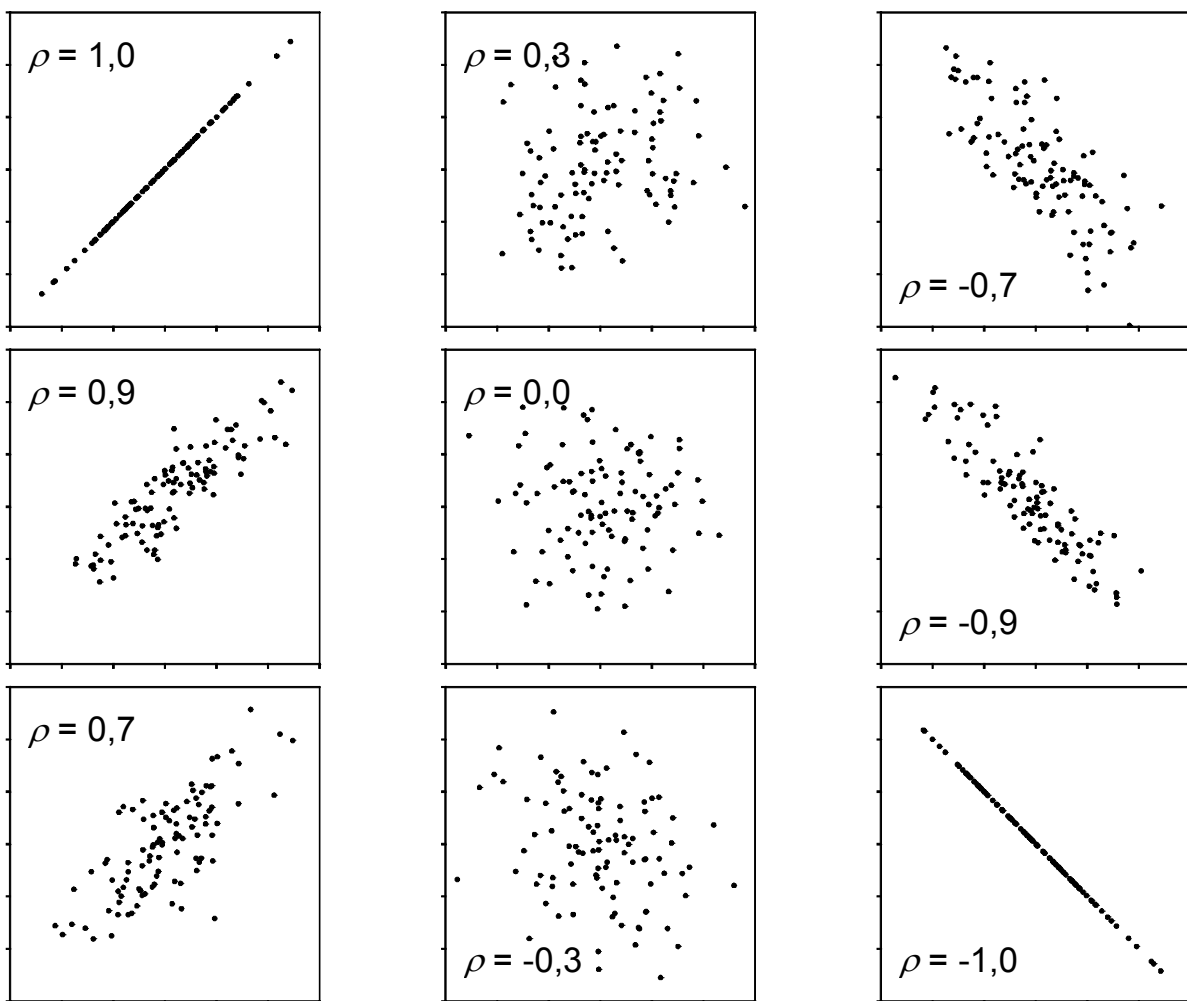 ρ = 1,0
ρ = 0,3
ρ = -0,7
ρ = 0,9
ρ = 0,0
ρ = -0,9
ρ = 0,7
ρ = -0,3
ρ = -1,0